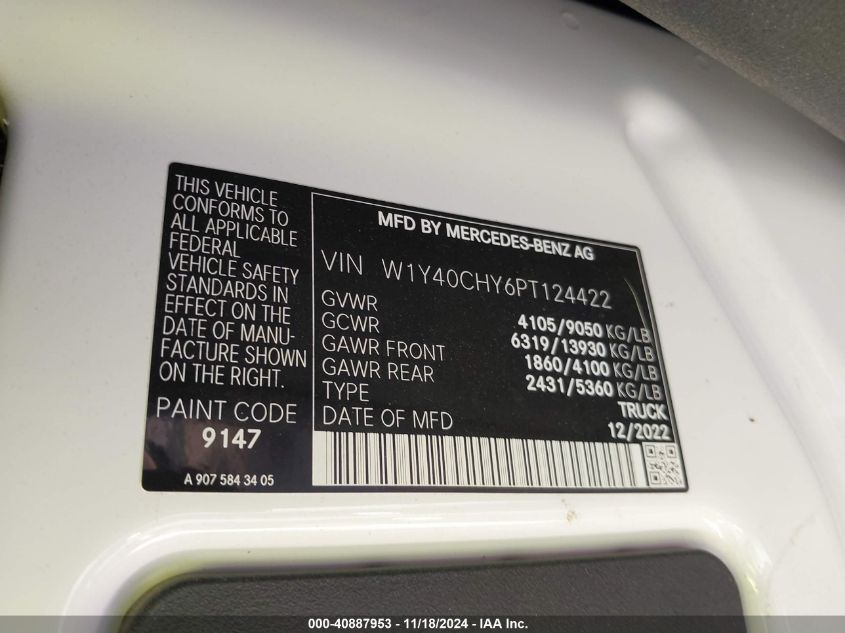 THIS VEHICLE
CONFORMS TO
ALL APPLICABLE
FEDERAL
VEHICLE SAFETY
STANDARDS IN
EFFECT ON THE
DATE OF MANU-
FACTURE SHOWN
ON THE RIGHT.
PAINT CODE
9147
A 907 584 34 05
MFD BY MERCEDES-BENZ AG
VIN W1Y40CHY6PT124422
GVWR 4105/9050 KG/LB
GCWR 6319/13930 KG/LB
GAWR FRONT 1860/4100 KG/LB
GAWR REAR 2431/5360 KG/LB
TYPE TRUCK
DATE OF MFD 12/2022
000-40887953 - 11/18/2024 - IAA Inc.